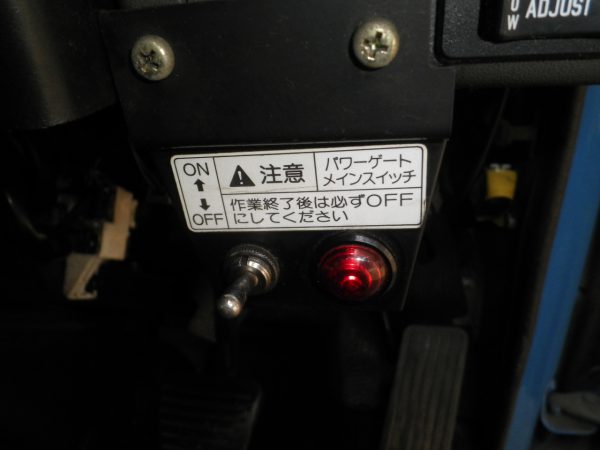 UW ADJUST
ON
↑
↓
OFF
注意
パワーゲート
メインスイッチ
作業終了後は必ずOFF
にしてください